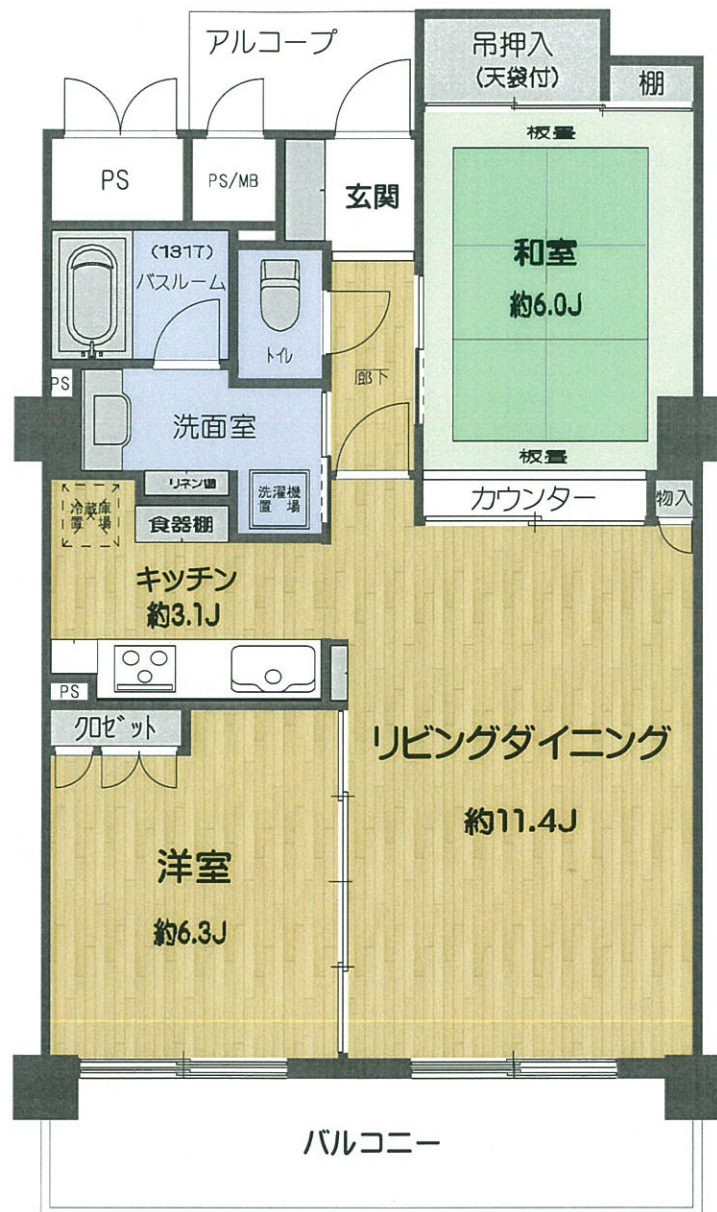 アルコープ
吊押入
(天袋付)
棚
PS
PS/MB
玄関
板畳
和室
約6.0J
(1317)
バスルーム
トイレ
廊下
PS
洗面室
板畳
リネン棚
洗濯機
置 場
カウンター
物入
冷蔵庫
置 場
食器棚
キッチン
約3.1J
PS
クロゼット
リビングダイニング
約11.4J
洋室
約6.3J
バルコニー